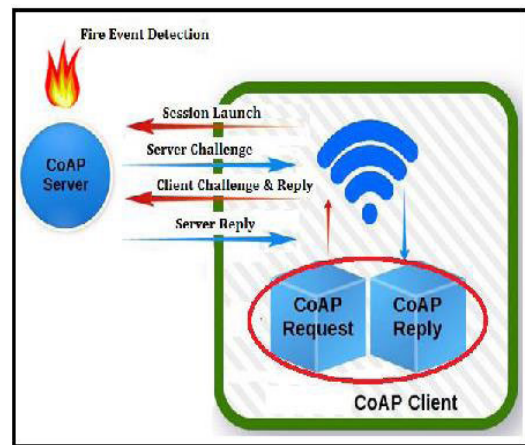 Fire Event Detection
CoAP
Server
Session Launch
Server Challenge
Client Challenge & Reply
Server Reply
CoAP
Request
CoAP
Reply
CoAP Client